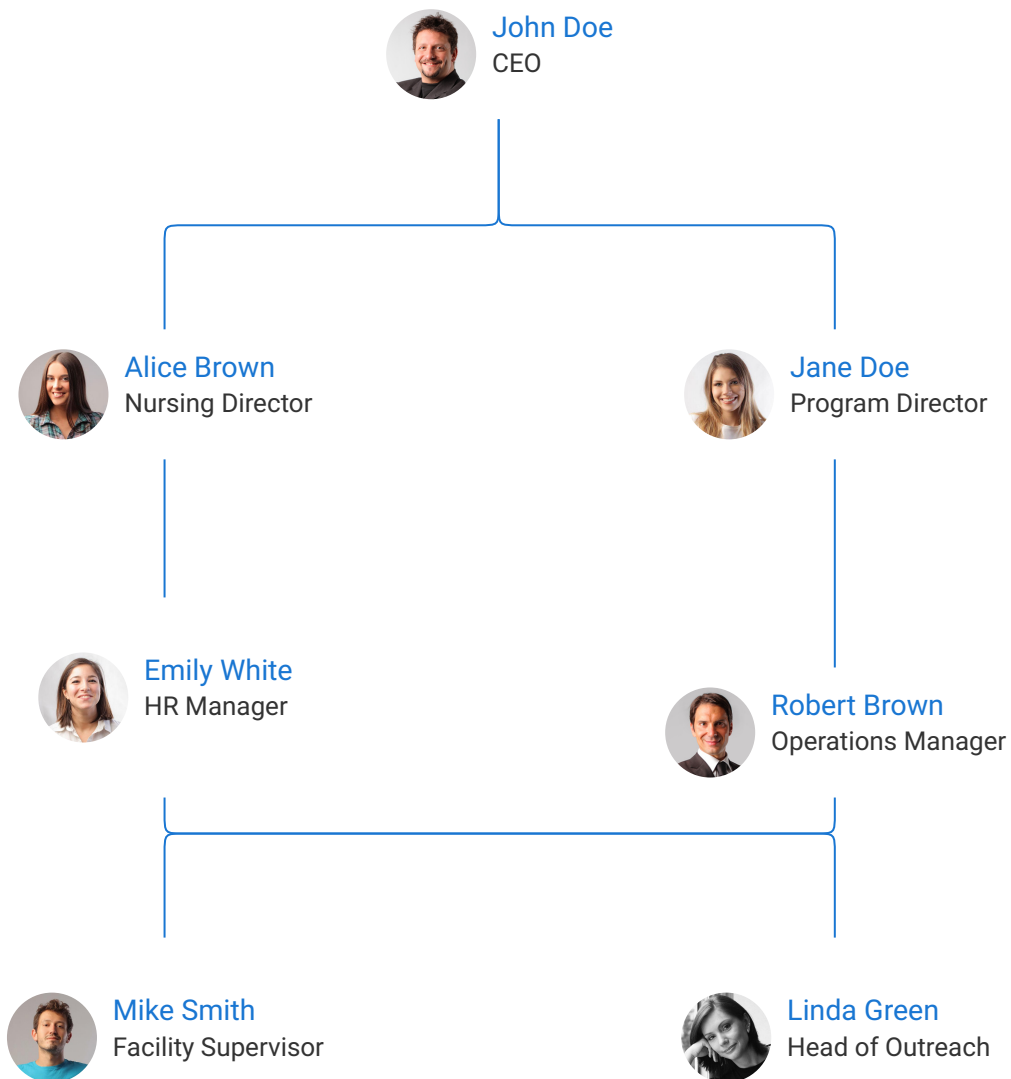 John Doe
CEO
Alice Brown
Nursing Director
Jane Doe
Program Director
Emily White
HR Manager
Robert Brown
Operations Manager
Mike Smith
Facility Supervisor
Linda Green
Head of Outreach